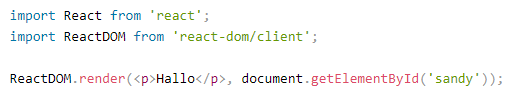 import React from 'react';
import ReactDOM from 'react-dom/client';
ReactDOM.render(<p>Hallo</p>, document.getElementById('sandy'));